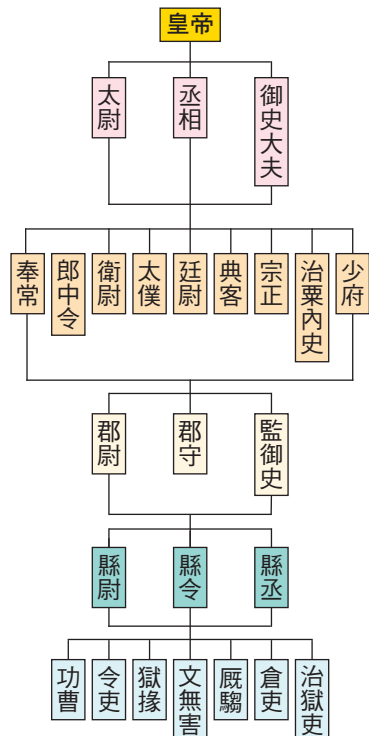 皇帝
太尉
丞相
御史大夫
奉常
郎中令
衛尉
太僕
廷尉
典客
宗正
治粟內史
少府
郡尉
郡守
監御史
縣尉
縣令
縣丞
功曹
令吏
獄掾
文無害
厩騶
倉吏
治獄吏